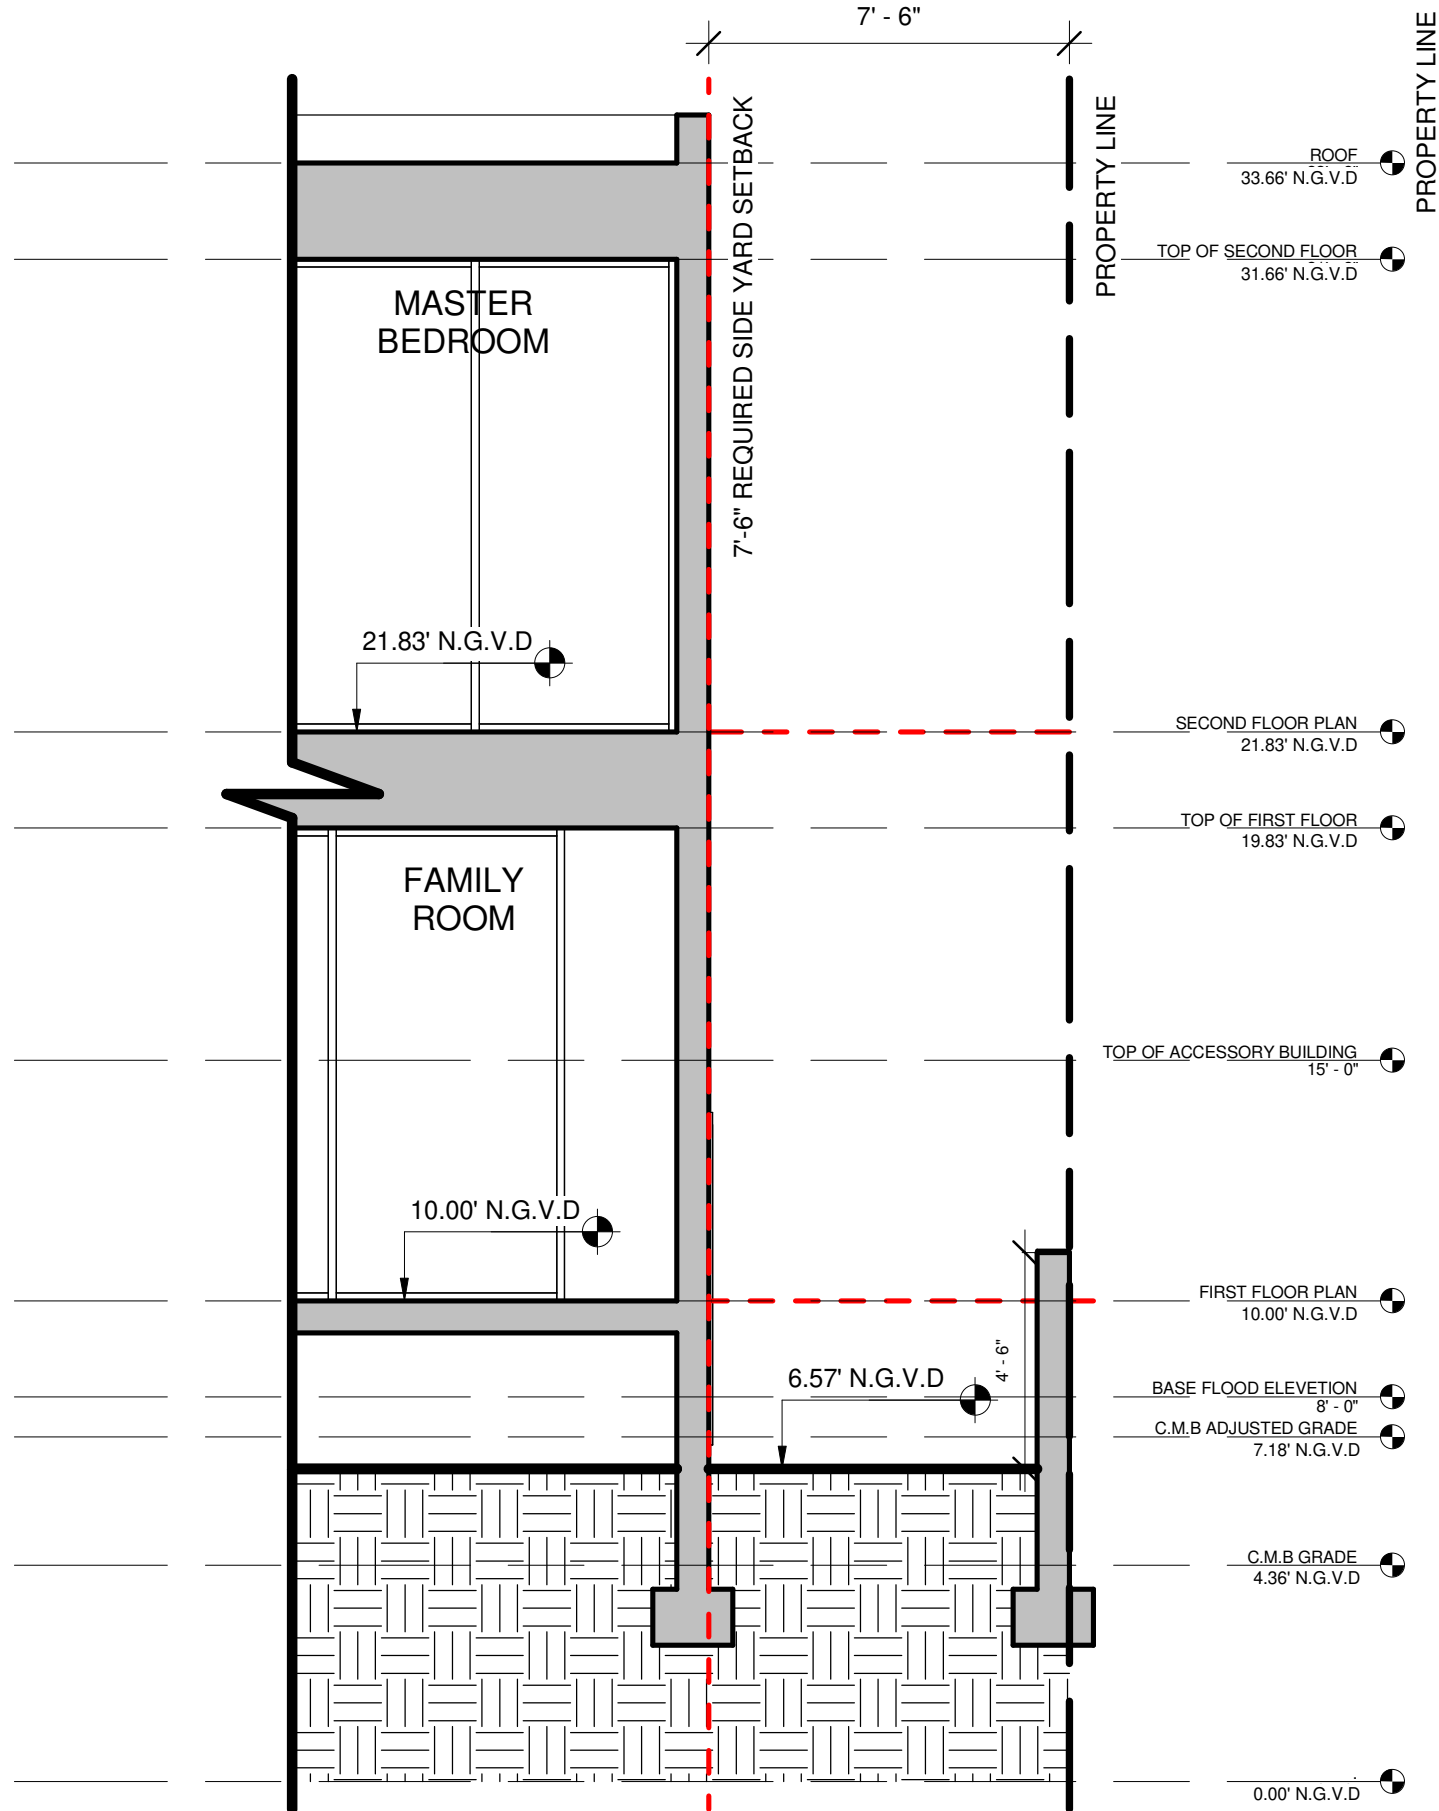 7' - 6"
PROPERTY LINE
PROPERTY LINE
7'-6" REQUIRED SIDE YARD SETBACK
ROOF
33.66' N.G.V.D
TOP OF SECOND FLOOR
31.66' N.G.V.D
MASTER
BEDROOM
21.83' N.G.V.D
SECOND FLOOR PLAN
21.83' N.G.V.D
TOP OF FIRST FLOOR
19.83' N.G.V.D
FAMILY
ROOM
TOP OF ACCESSORY BUILDING
15' - 0"
10.00' N.G.V.D
FIRST FLOOR PLAN
10.00' N.G.V.D
4' - 6"
6.57' N.G.V.D
BASE FLOOD ELEVETION
8' - 0"
C.M.B ADJUSTED GRADE
7.18' N.G.V.D
C.M.B GRADE
4.36' N.G.V.D
.
0.00' N.G.V.D